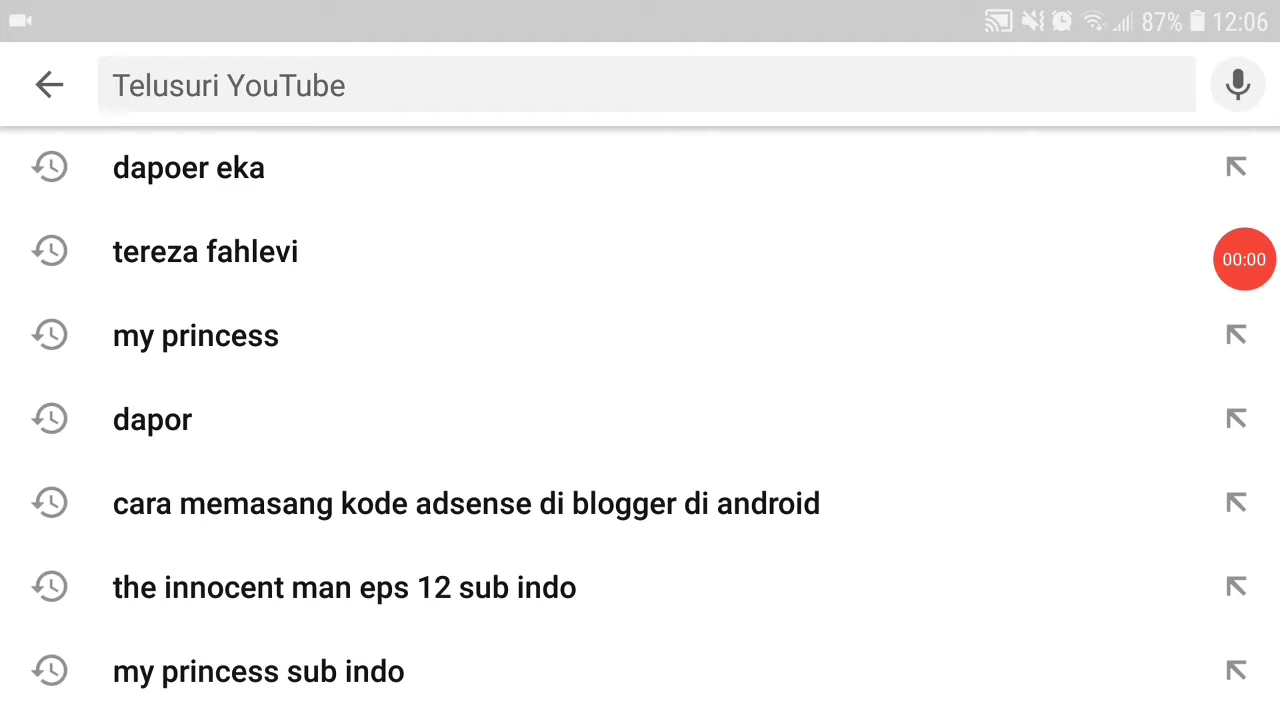 87% 12:06
Telusuri YouTube
dapoer eka
tereza fahlevi
00:00
my princess
dapor
cara memasang kode adsense di blogger di android
the innocent man eps 12 sub indo
my princess sub indo